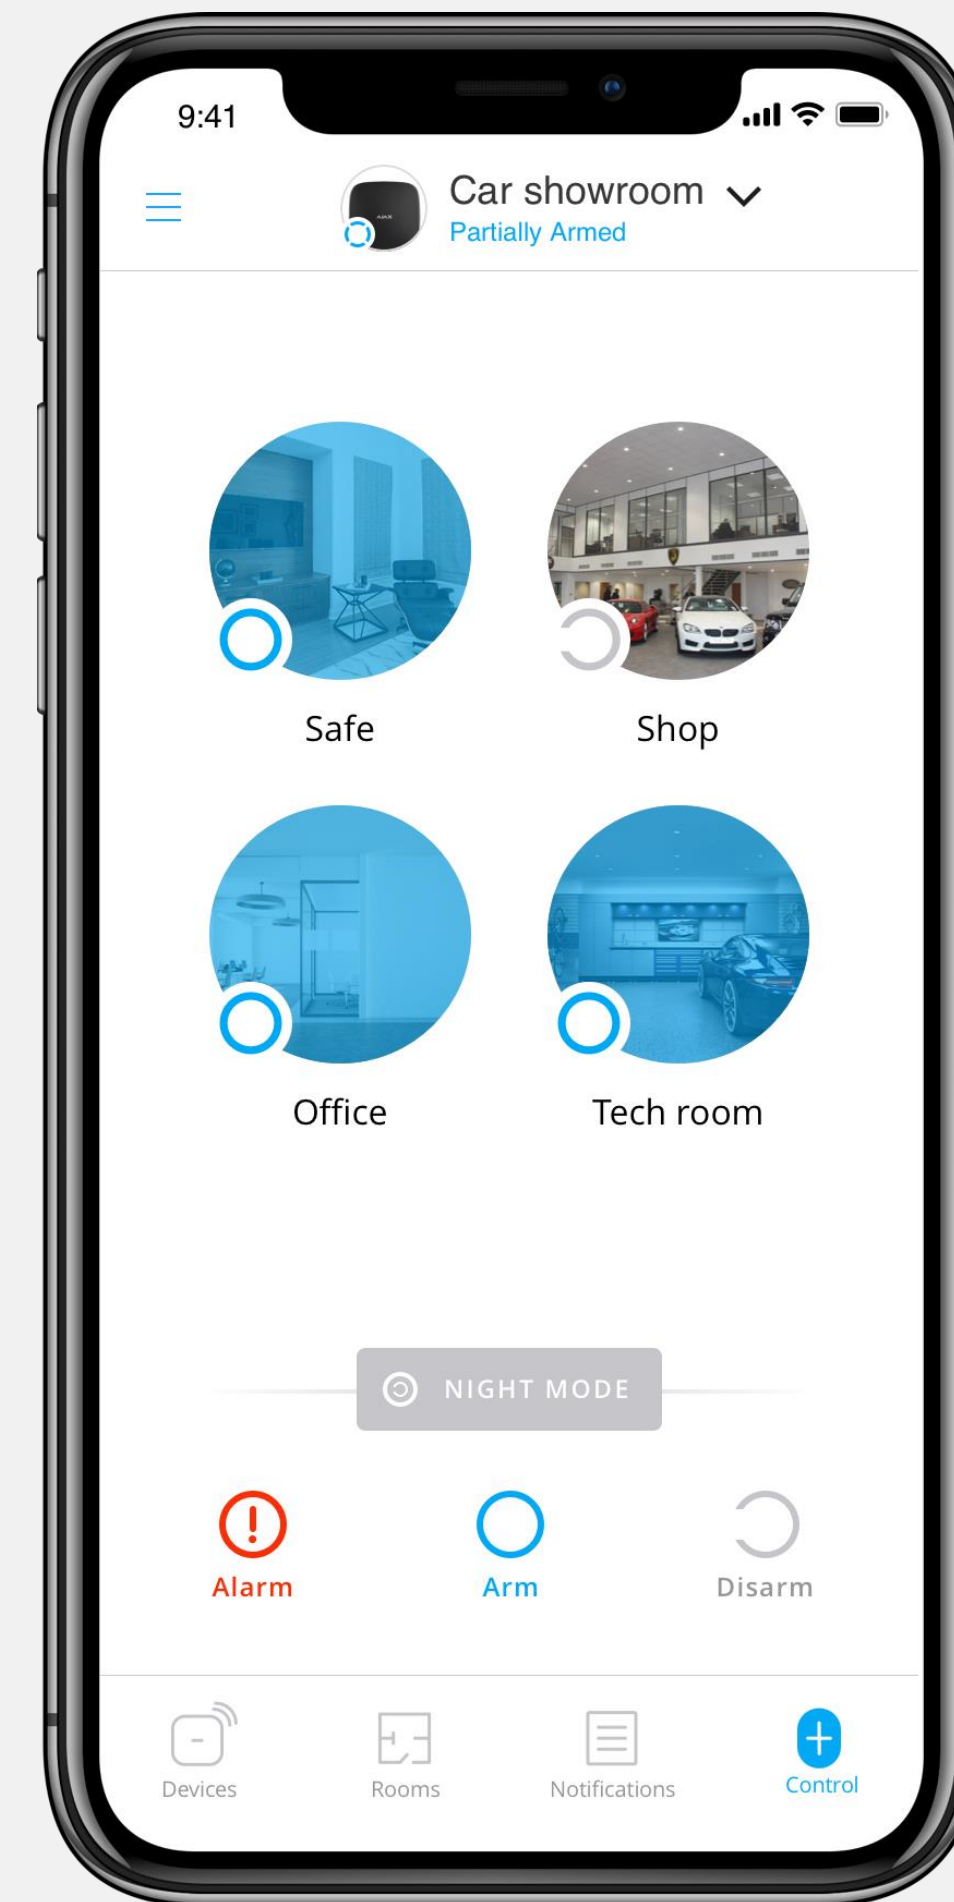 9:41
Car showroom
AJAX
Partially Armed
Safe
Shop
Office
Tech room
NIGHT MODE
Alarm
Arm
Disarm
Devices
Rooms
Notifications
Control